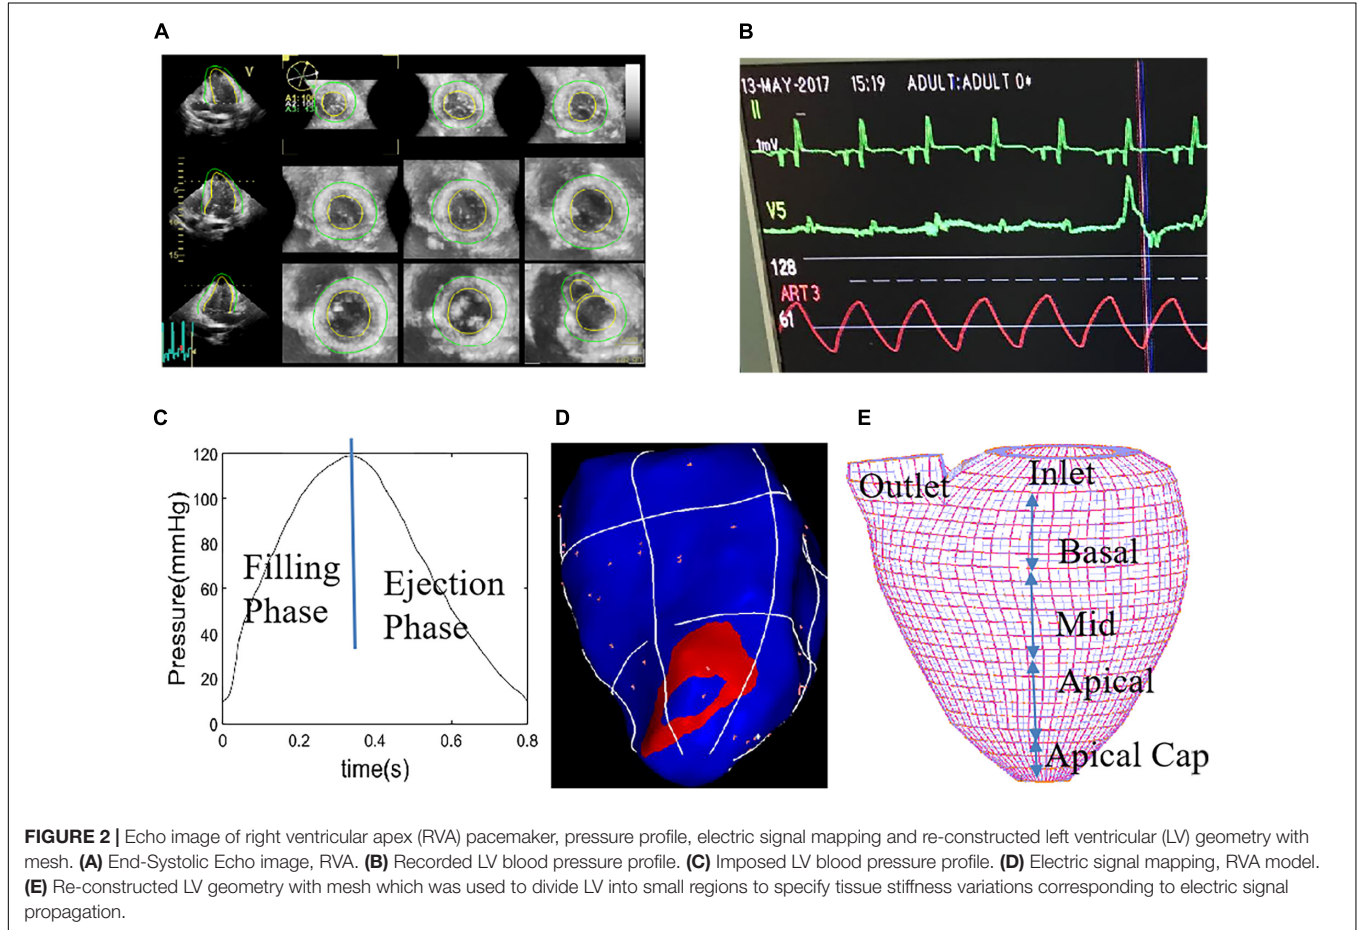 A
B
V
A1: 100
15
13-MAY-2017 15:19 ADULT:ADULT 0*
II
1mV
V5
128
ART 3
61
C
D
E
120
100
80
60
40
20
0
Pressure(mmHg)
Filling
Phase
Ejection
Phase
0 0.2 0.4 0.6 0.8
time(s)
Outlet
Inlet
Basal
Mid
Apical
Apical Cap
FIGURE 2 | Echo image of right ventricular apex (RVA) pacemaker, pressure profile, electric signal mapping and re-constructed left ventricular (LV) geometry with
mesh. (A) End-Systolic Echo image, RVA. (B) Recorded LV blood pressure profile. (C) Imposed LV blood pressure profile. (D) Electric signal mapping, RVA model.
(E) Re-constructed LV geometry with mesh which was used to divide LV into small regions to specify tissue stiffness variations corresponding to electric signal
propagation.